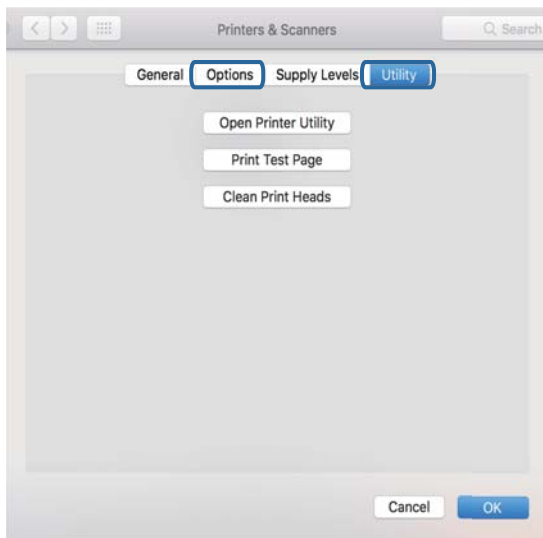 Printers & Scanners Search
General Options Supply Levels Utility
Open Printer Utility
Print Test Page
Clean Print Heads
Cancel OK